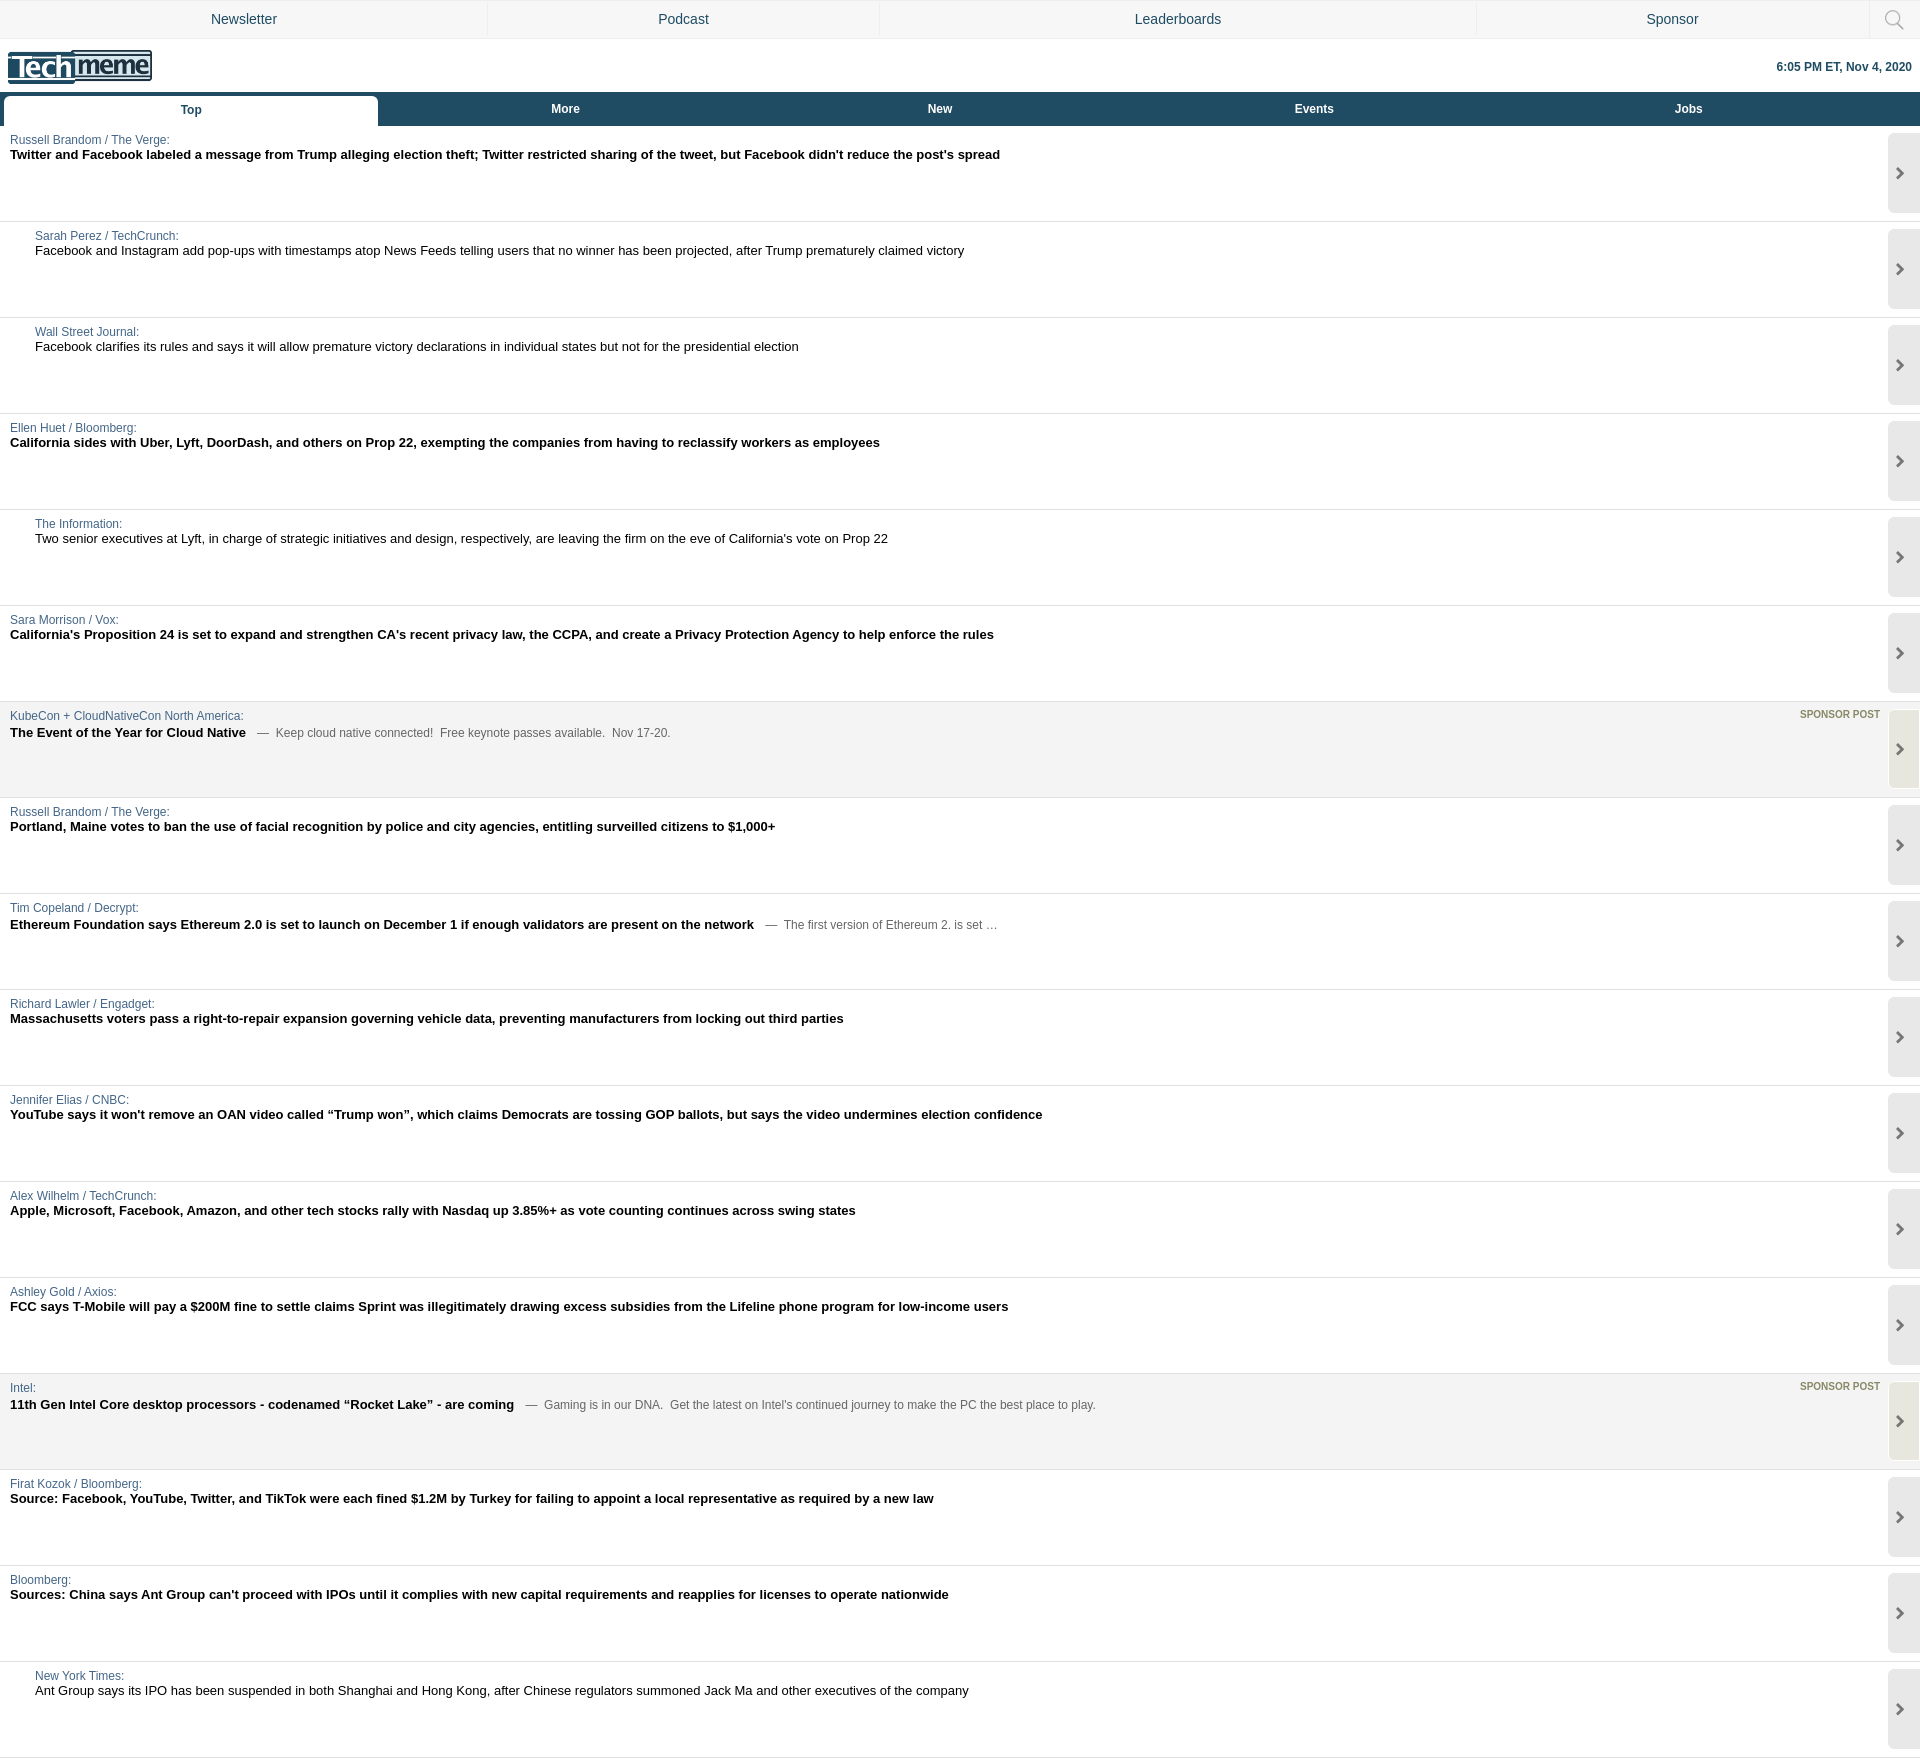 Newsletter
Podcast
Leaderboards
Sponsor
Techmeme
6:05 PM ET, Nov 4, 2020
Top
More
New
Events
Jobs
Russell Brandom / The Verge:
Twitter and Facebook labeled a message from Trump alleging election theft; Twitter restricted sharing of the tweet, but Facebook didn't reduce the post's spread
Sarah Perez / TechCrunch:
Facebook and Instagram add pop-ups with timestamps atop News Feeds telling users that no winner has been projected, after Trump prematurely claimed victory
Wall Street Journal:
Facebook clarifies its rules and says it will allow premature victory declarations in individual states but not for the presidential election
Ellen Huet / Bloomberg:
California sides with Uber, Lyft, DoorDash, and others on Prop 22, exempting the companies from having to reclassify workers as employees
The Information:
Two senior executives at Lyft, in charge of strategic initiatives and design, respectively, are leaving the firm on the eve of California's vote on Prop 22
Sara Morrison / Vox:
California's Proposition 24 is set to expand and strengthen CA's recent privacy law, the CCPA, and create a Privacy Protection Agency to help enforce the rules
KubeCon + CloudNativeCon North America:
SPONSOR POST
The Event of the Year for Cloud Native — Keep cloud native connected! Free keynote passes available. Nov 17-20.
Russell Brandom / The Verge:
Portland, Maine votes to ban the use of facial recognition by police and city agencies, entitling surveilled citizens to $1,000+
Tim Copeland / Decrypt:
Ethereum Foundation says Ethereum 2.0 is set to launch on December 1 if enough validators are present on the network — The first version of Ethereum 2. is set …
Richard Lawler / Engadget:
Massachusetts voters pass a right-to-repair expansion governing vehicle data, preventing manufacturers from locking out third parties
Jennifer Elias / CNBC:
YouTube says it won't remove an OAN video called “Trump won”, which claims Democrats are tossing GOP ballots, but says the video undermines election confidence
Alex Wilhelm / TechCrunch:
Apple, Microsoft, Facebook, Amazon, and other tech stocks rally with Nasdaq up 3.85%+ as vote counting continues across swing states
Ashley Gold / Axios:
FCC says T-Mobile will pay a $200M fine to settle claims Sprint was illegitimately drawing excess subsidies from the Lifeline phone program for low-income users
Intel:
SPONSOR POST
11th Gen Intel Core desktop processors - codenamed “Rocket Lake” - are coming — Gaming is in our DNA. Get the latest on Intel's continued journey to make the PC the best place to play.
Firat Kozok / Bloomberg:
Source: Facebook, YouTube, Twitter, and TikTok were each fined $1.2M by Turkey for failing to appoint a local representative as required by a new law
Bloomberg:
Sources: China says Ant Group can't proceed with IPOs until it complies with new capital requirements and reapplies for licenses to operate nationwide
New York Times:
Ant Group says its IPO has been suspended in both Shanghai and Hong Kong, after Chinese regulators summoned Jack Ma and other executives of the company